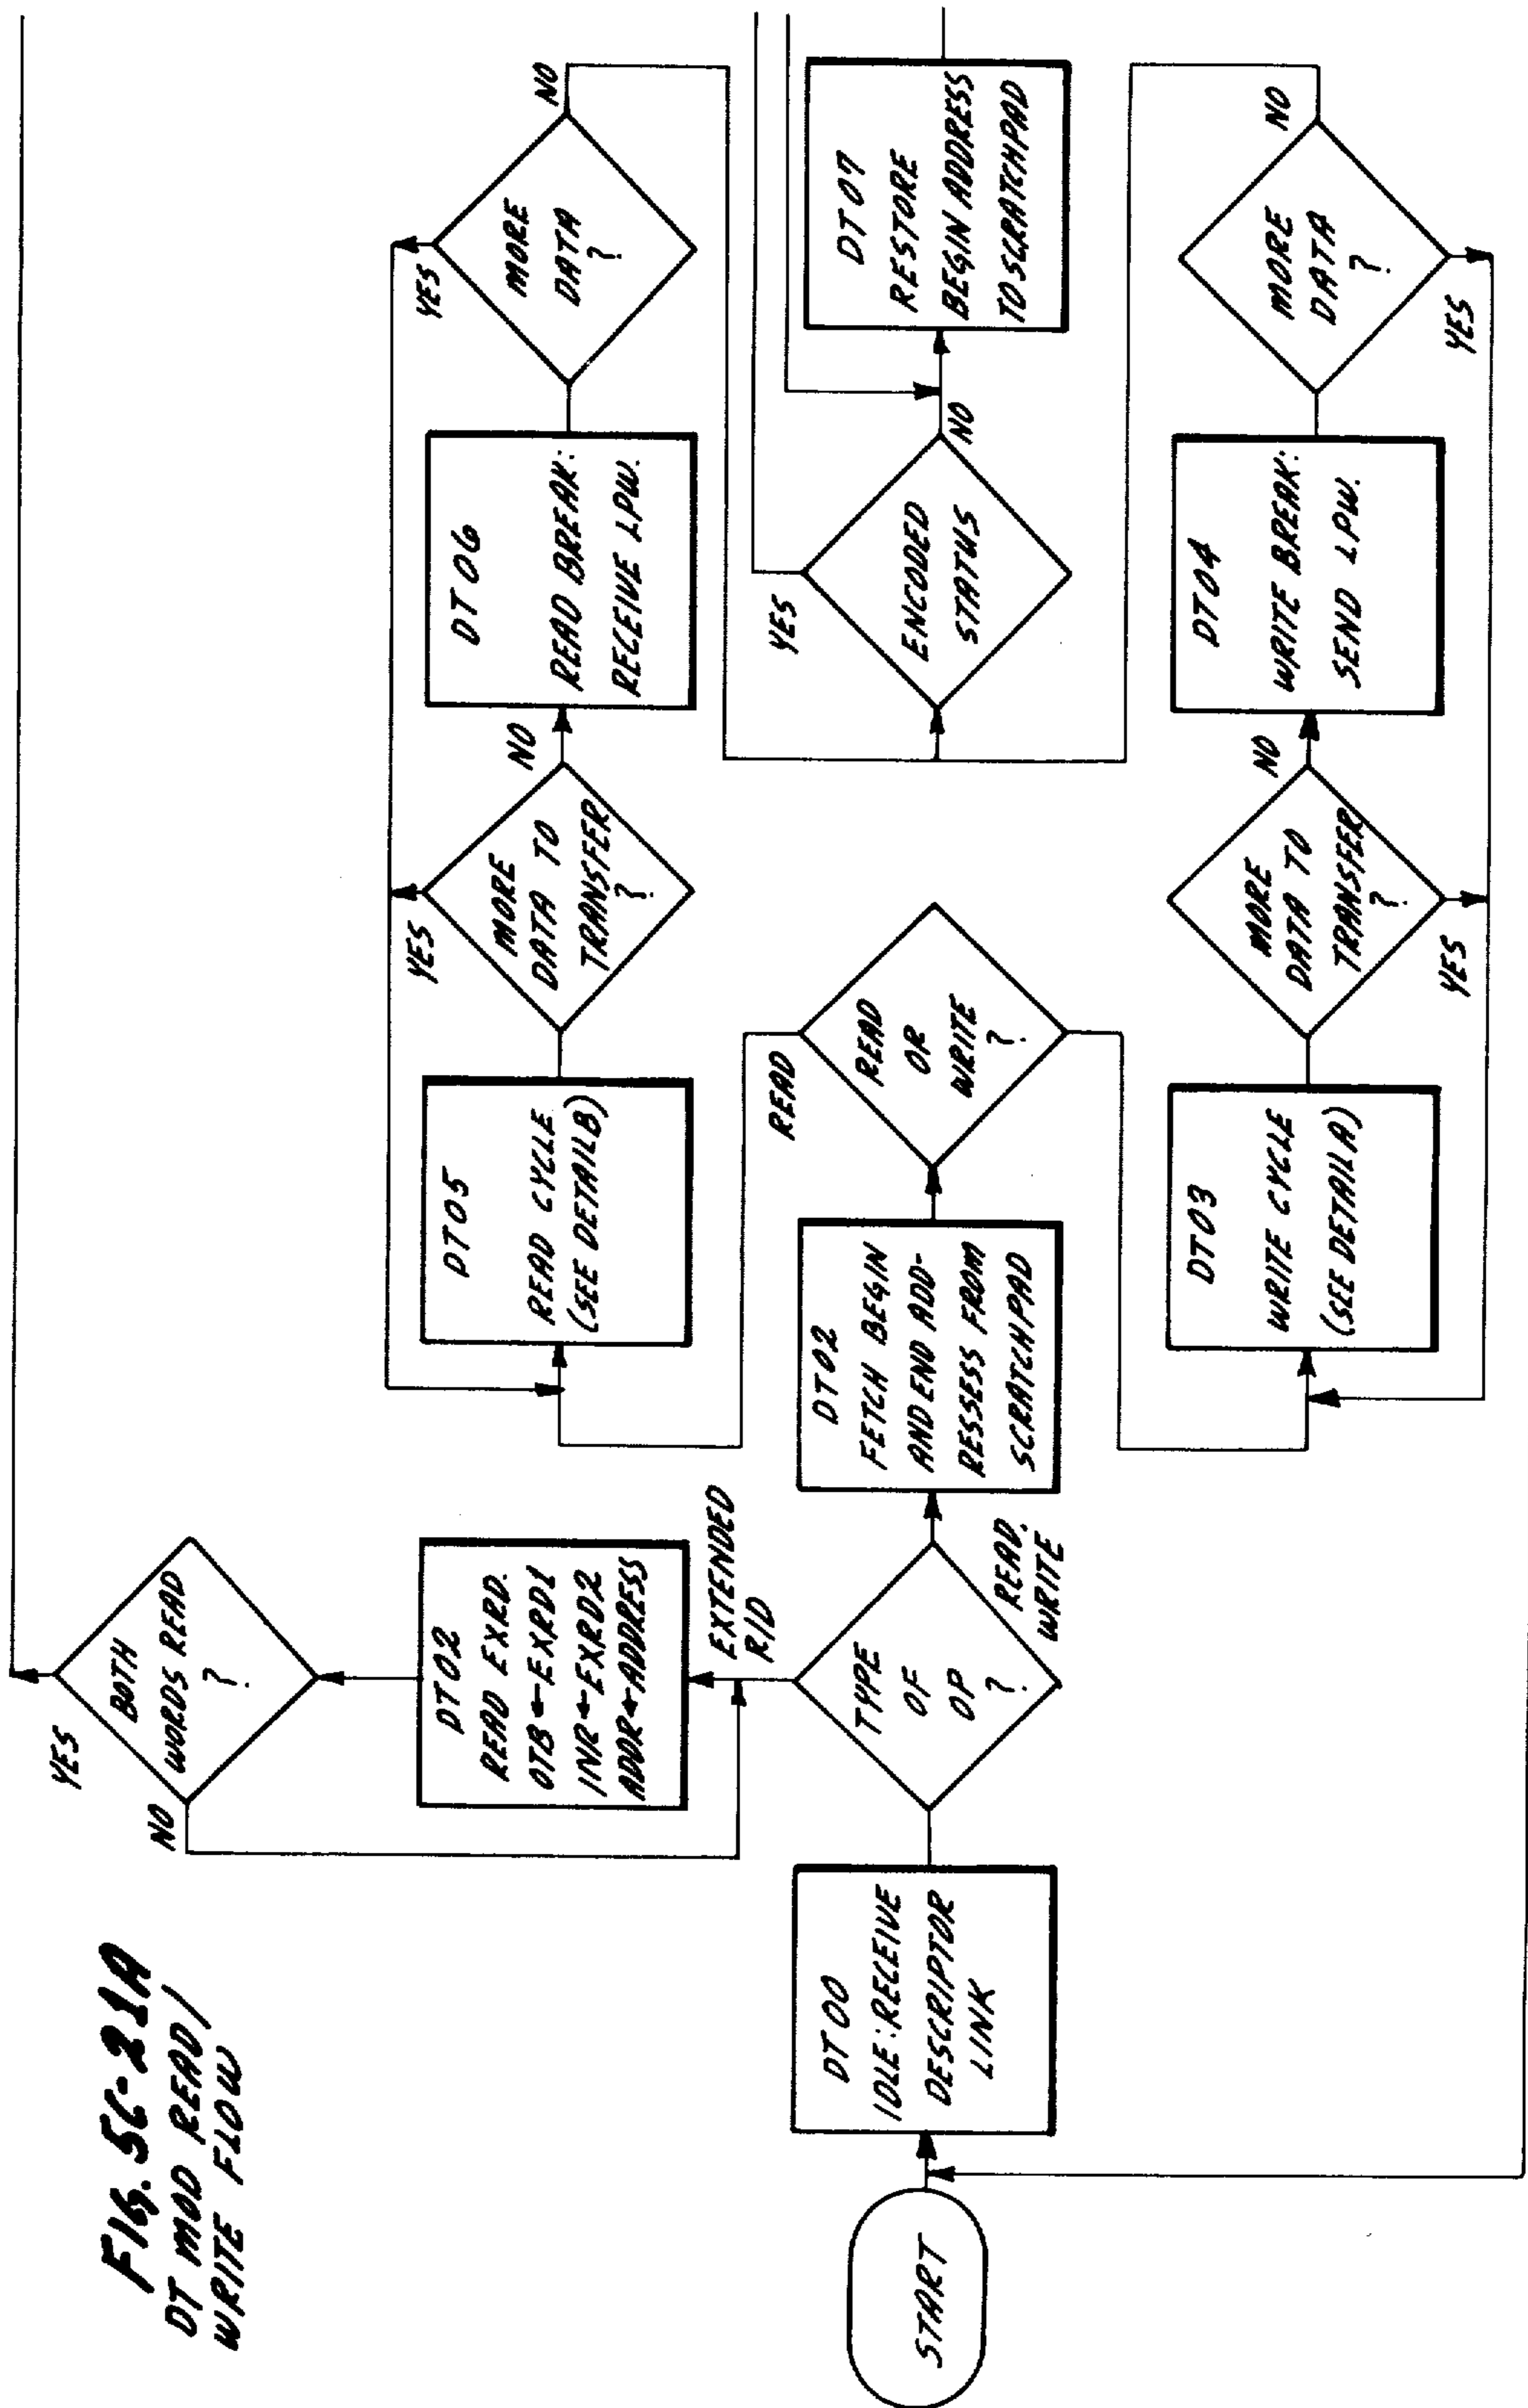 FIG. 5C-21A
DT MOD READ/
WRITE FLOW
START
DT00
IDLE:RECEIVE
DESCRIPTOR
LINK
TYPE
OF
OP
?
EXTENDED
R/D
READ.
WRITE
DT02
READ EXRD.
OTB←EXRD1
INR←EXRD2
ADDR←ADDRESS
BOTH
WORDS READ
?
YES
NO
DT02
FETCH BEGIN
AND END ADD-
RESSES FROM
SCRATCHPAD
READ
OR
WRITE
?
READ
DT05
READ CYCLE
(SEE DETAIL B)
MORE
DATA TO
TRANSFER
?
YES
NO
DT06
READ BREAK:
RECEIVE LPW.
MORE
DATA
?
YES
NO
DT03
WRITE CYCLE
(SEE DETAIL A)
MORE
DATA TO
TRANSFER
?
YES
NO
DT04
WRITE BREAK:
SEND LPW.
MORE
DATA
?
YES
NO
ENCODED
STATUS
YES
NO
DT07
RESTORE
BEGIN ADDRESS
TO SCRATCHPAD